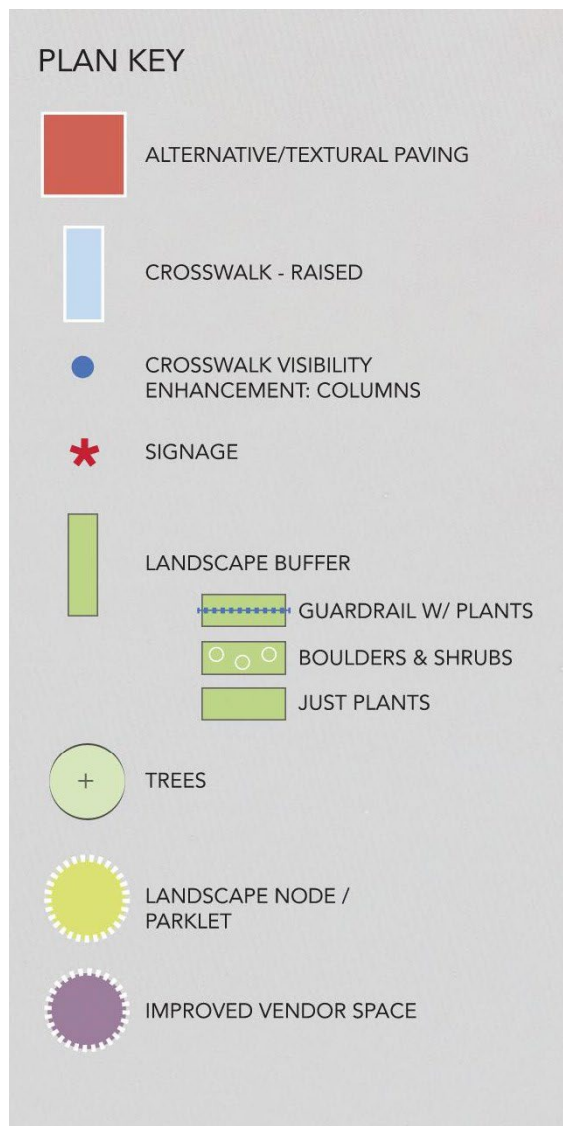 PLAN KEY
ALTERNATIVE/TEXTURAL PAVING
CROSSWALK - RAISED
CROSSWALK VISIBILITY
ENHANCEMENT: COLUMNS
SIGNAGE
LANDSCAPE BUFFER
GUARDRAIL W/ PLANTS
BOULDERS & SHRUBS
JUST PLANTS
TREES
LANDSCAPE NODE /
PARKLET
IMPROVED VENDOR SPACE